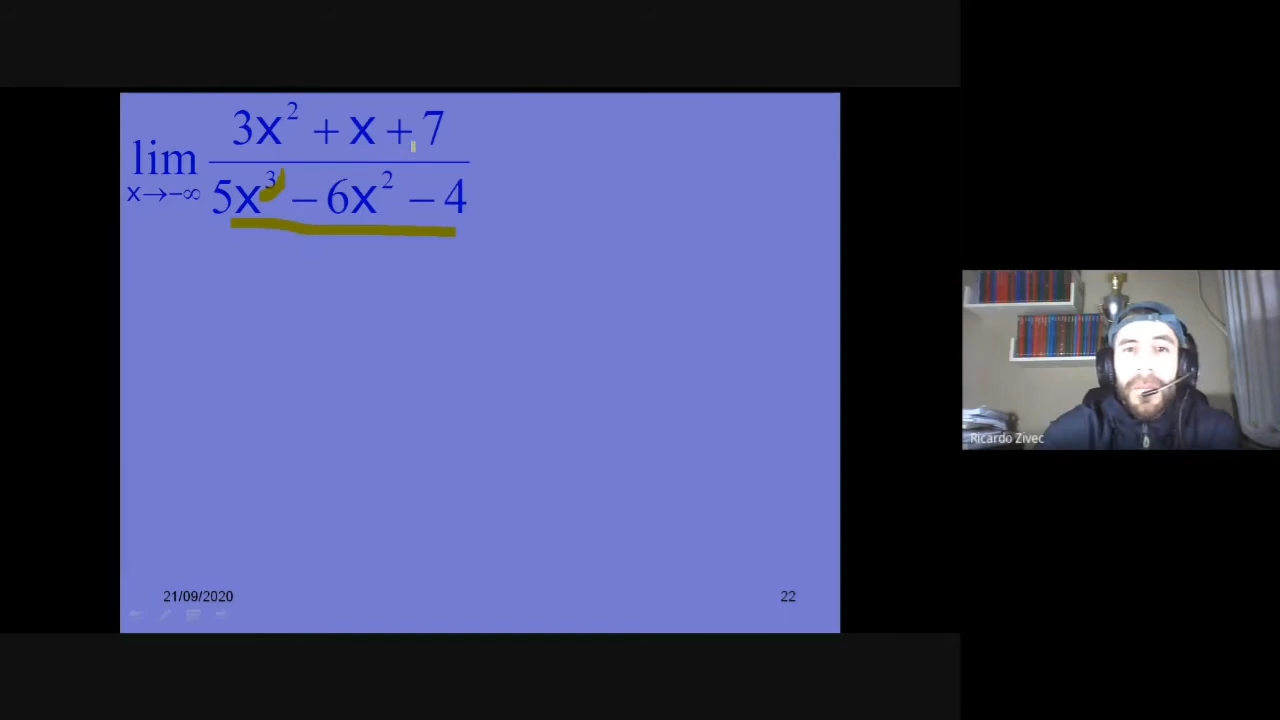 lim x→−∞ (3x² + x + 7) / (5x³ − 6x² − 4)
Ricardo Zivec
21/09/2020
22